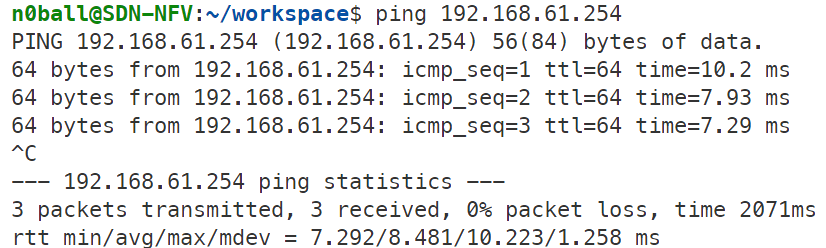 n0ball@SDN-NFV:~/workspace$ ping 192.168.61.254
PING 192.168.61.254 (192.168.61.254) 56(84) bytes of data.
64 bytes from 192.168.61.254: icmp_seq=1 ttl=64 time=10.2 ms
64 bytes from 192.168.61.254: icmp_seq=2 ttl=64 time=7.93 ms
64 bytes from 192.168.61.254: icmp_seq=3 ttl=64 time=7.29 ms
^C
--- 192.168.61.254 ping statistics ---
3 packets transmitted, 3 received, 0% packet loss, time 2071ms
rtt min/avg/max/mdev = 7.292/8.481/10.223/1.258 ms